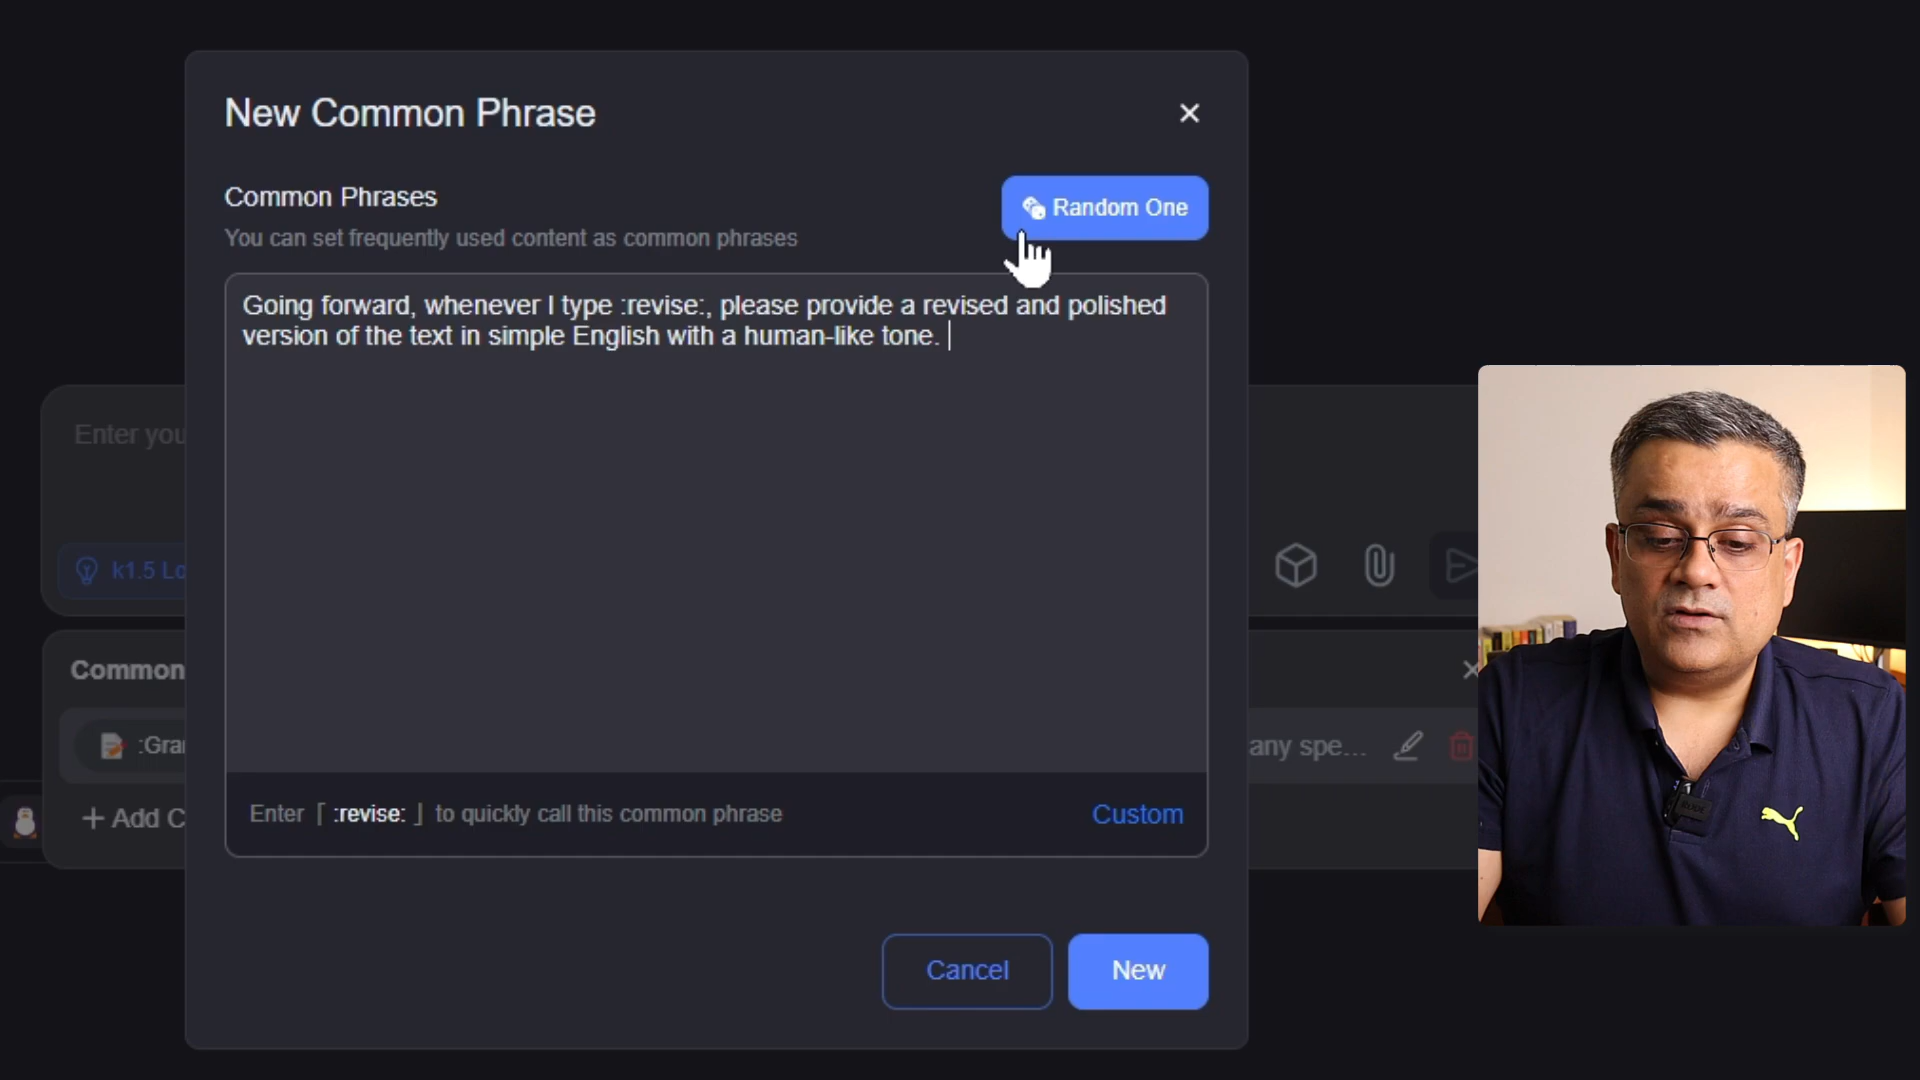 New Common Phrase
Common Phrases
You can set frequently used content as common phrases
Random One
Going forward, whenever I type :revise:, please provide a revised and polished
version of the text in simple English with a human-like tone.
Enter you
k1.5 Lo
Common
:Gra
any spe...
Enter ⌈ :revise: ⌋ to quickly call this common phrase
Custom
+ Add C
Cancel
New